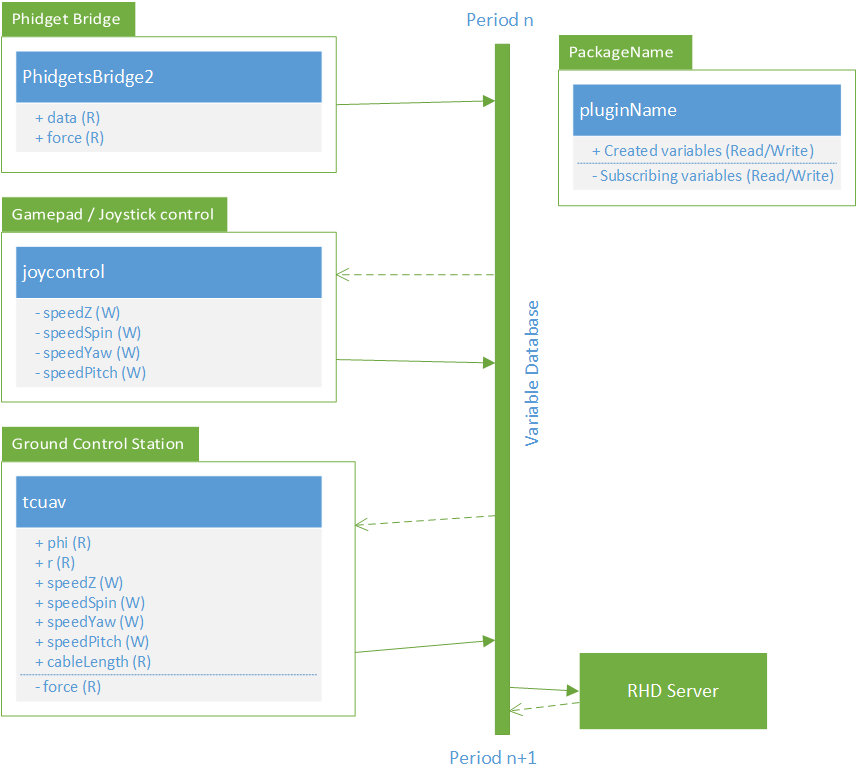 Phidget Bridge
PhidgetsBridge2
+ data (R)
+ force (R)
Period n
PackageName
pluginName
+ Created variables (Read/Write)
- Subscribing variables (Read/Write)
Gamepad / Joystick control
joycontrol
- speedZ (W)
- speedSpin (W)
- speedYaw (W)
- speedPitch (W)
Variable Database
Ground Control Station
tcuav
+ phi (R)
+ r (R)
+ speedZ (W)
+ speedSpin (W)
+ speedYaw (W)
+ speedPitch (W)
+ cableLength (R)
- force (R)
RHD Server
Period n+1